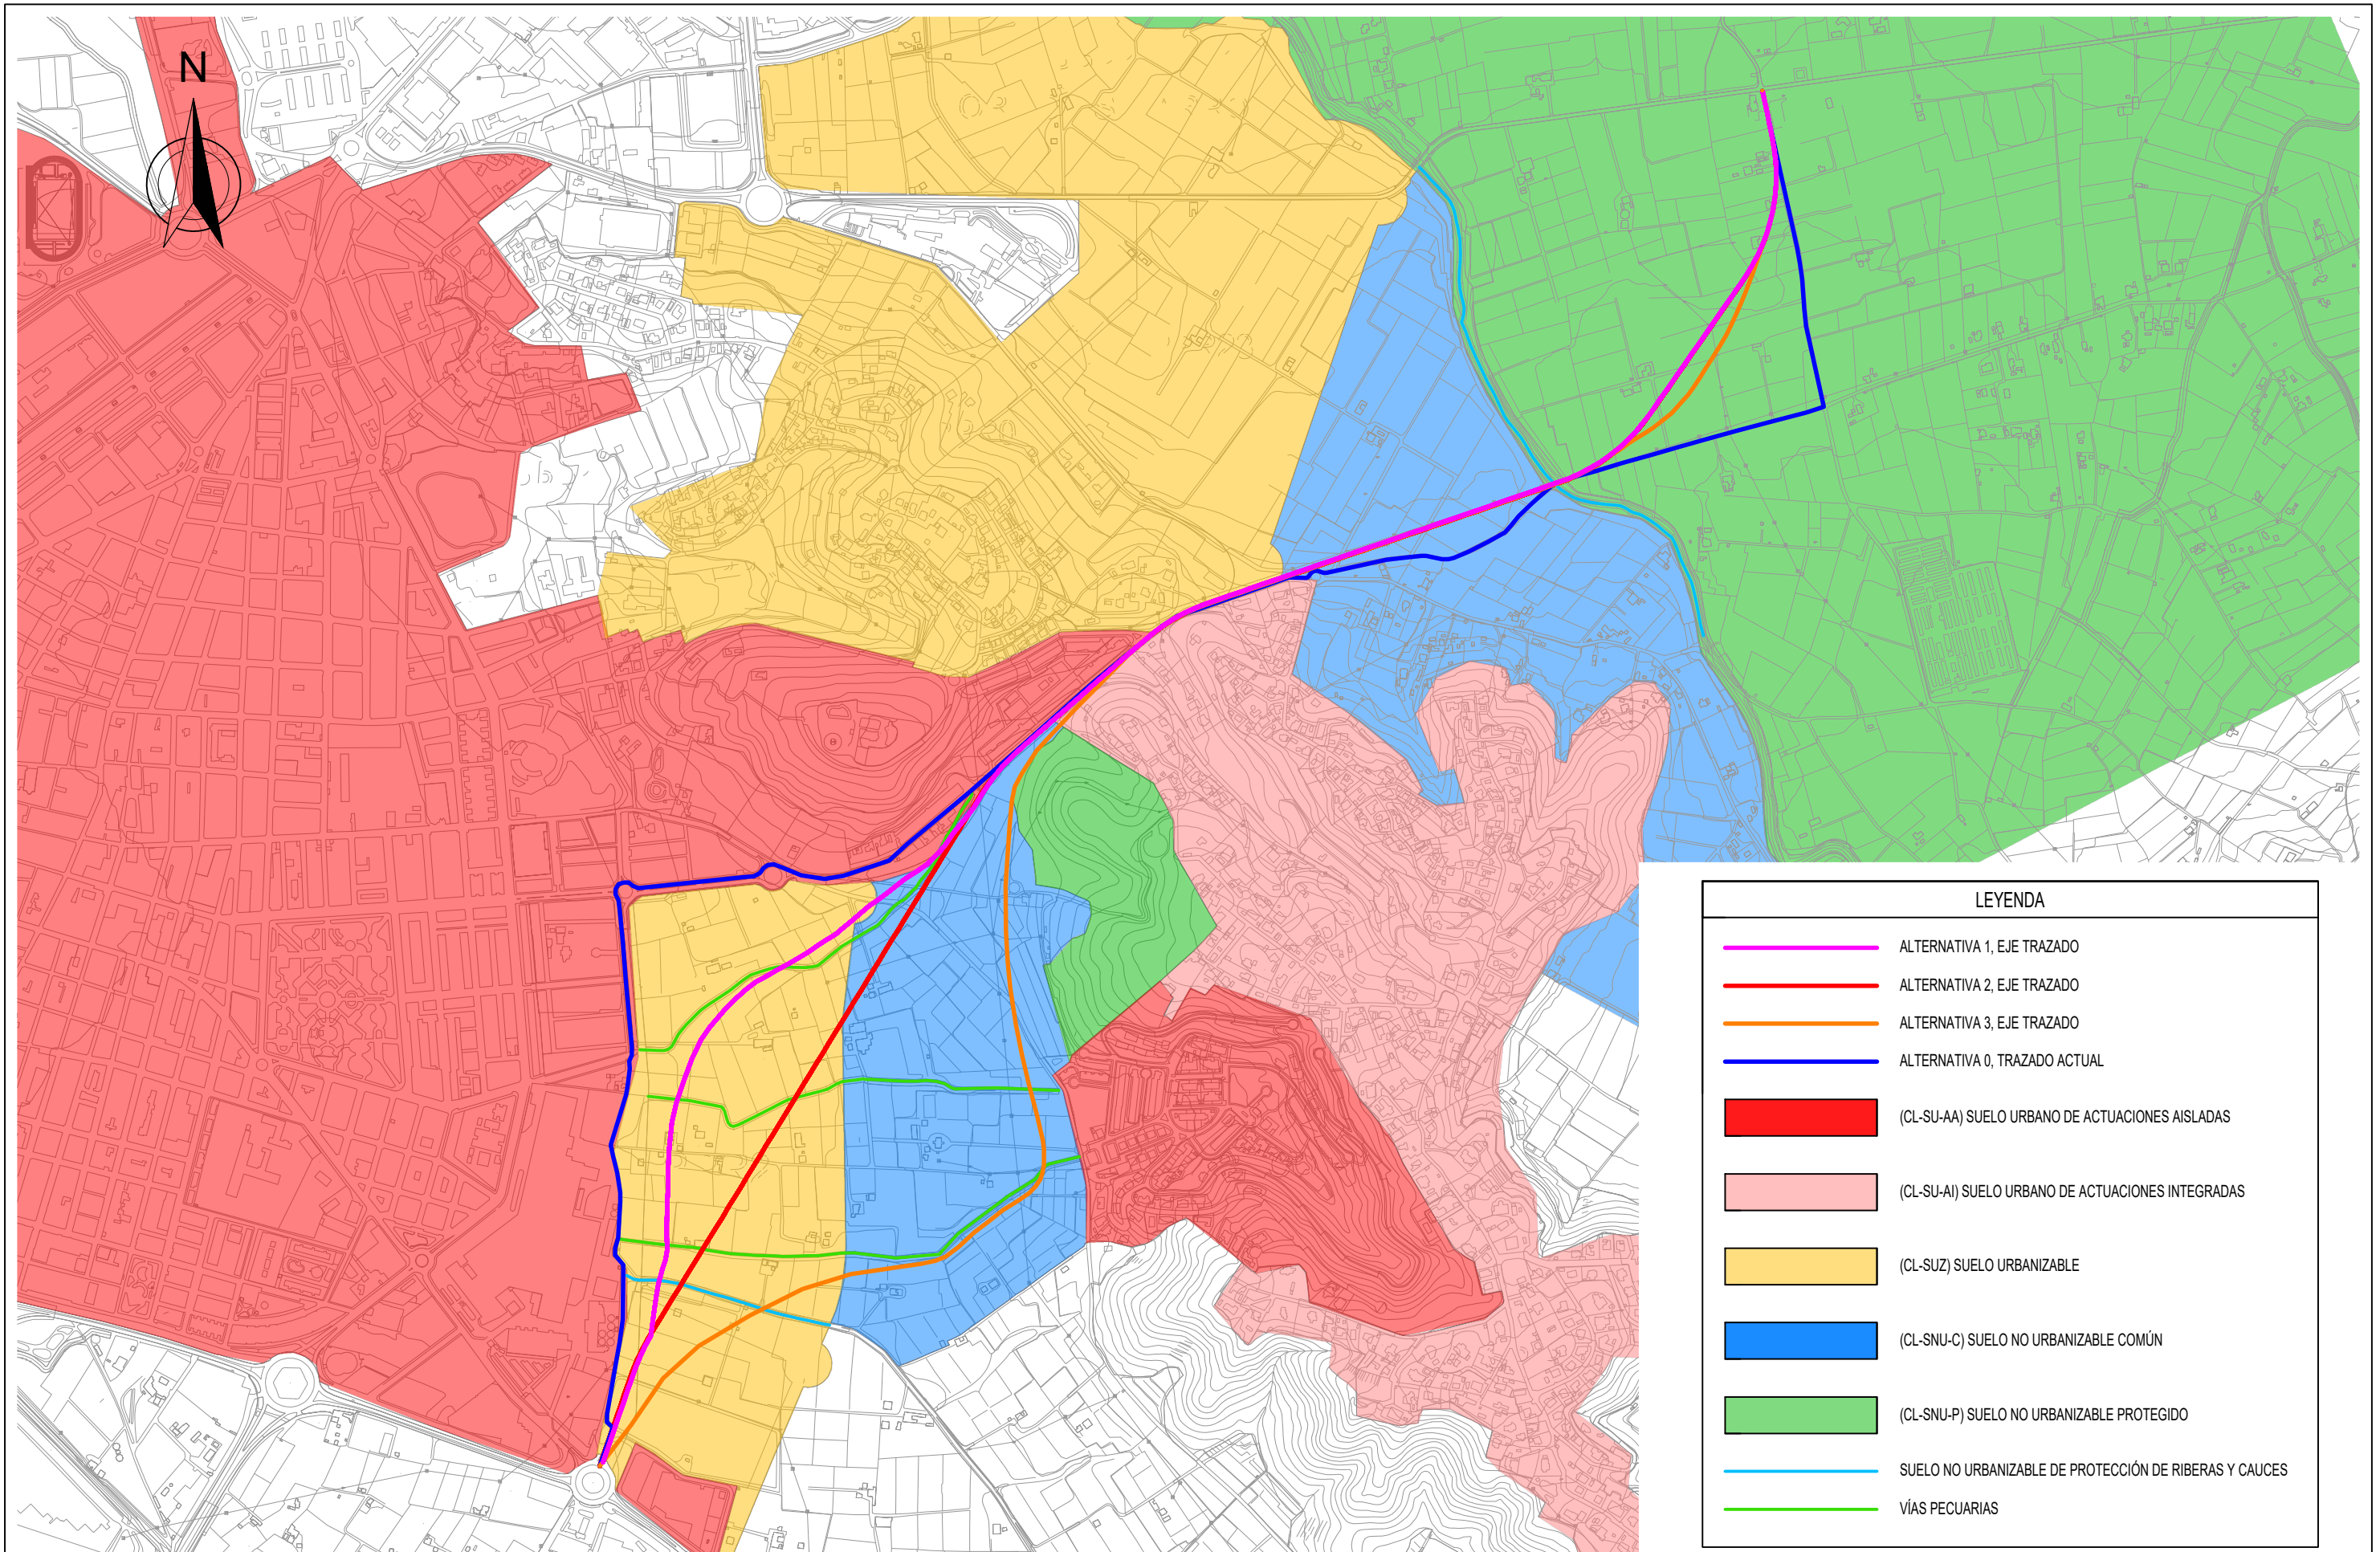 N
LEYENDA
ALTERNATIVA 1, EJE TRAZADO
ALTERNATIVA 2, EJE TRAZADO
ALTERNATIVA 3, EJE TRAZADO
ALTERNATIVA 0, TRAZADO ACTUAL
(CL-SU-AA) SUELO URBANO DE ACTUACIONES AISLADAS
(CL-SU-AI) SUELO URBANO DE ACTUACIONES INTEGRADAS
(CL-SUZ) SUELO URBANIZABLE
(CL-SNU-C) SUELO NO URBANIZABLE COMÚN
(CL-SNU-P) SUELO NO URBANIZABLE PROTEGIDO
SUELO NO URBANIZABLE DE PROTECCIÓN DE RIBERAS Y CAUCES
VÍAS PECUARIAS